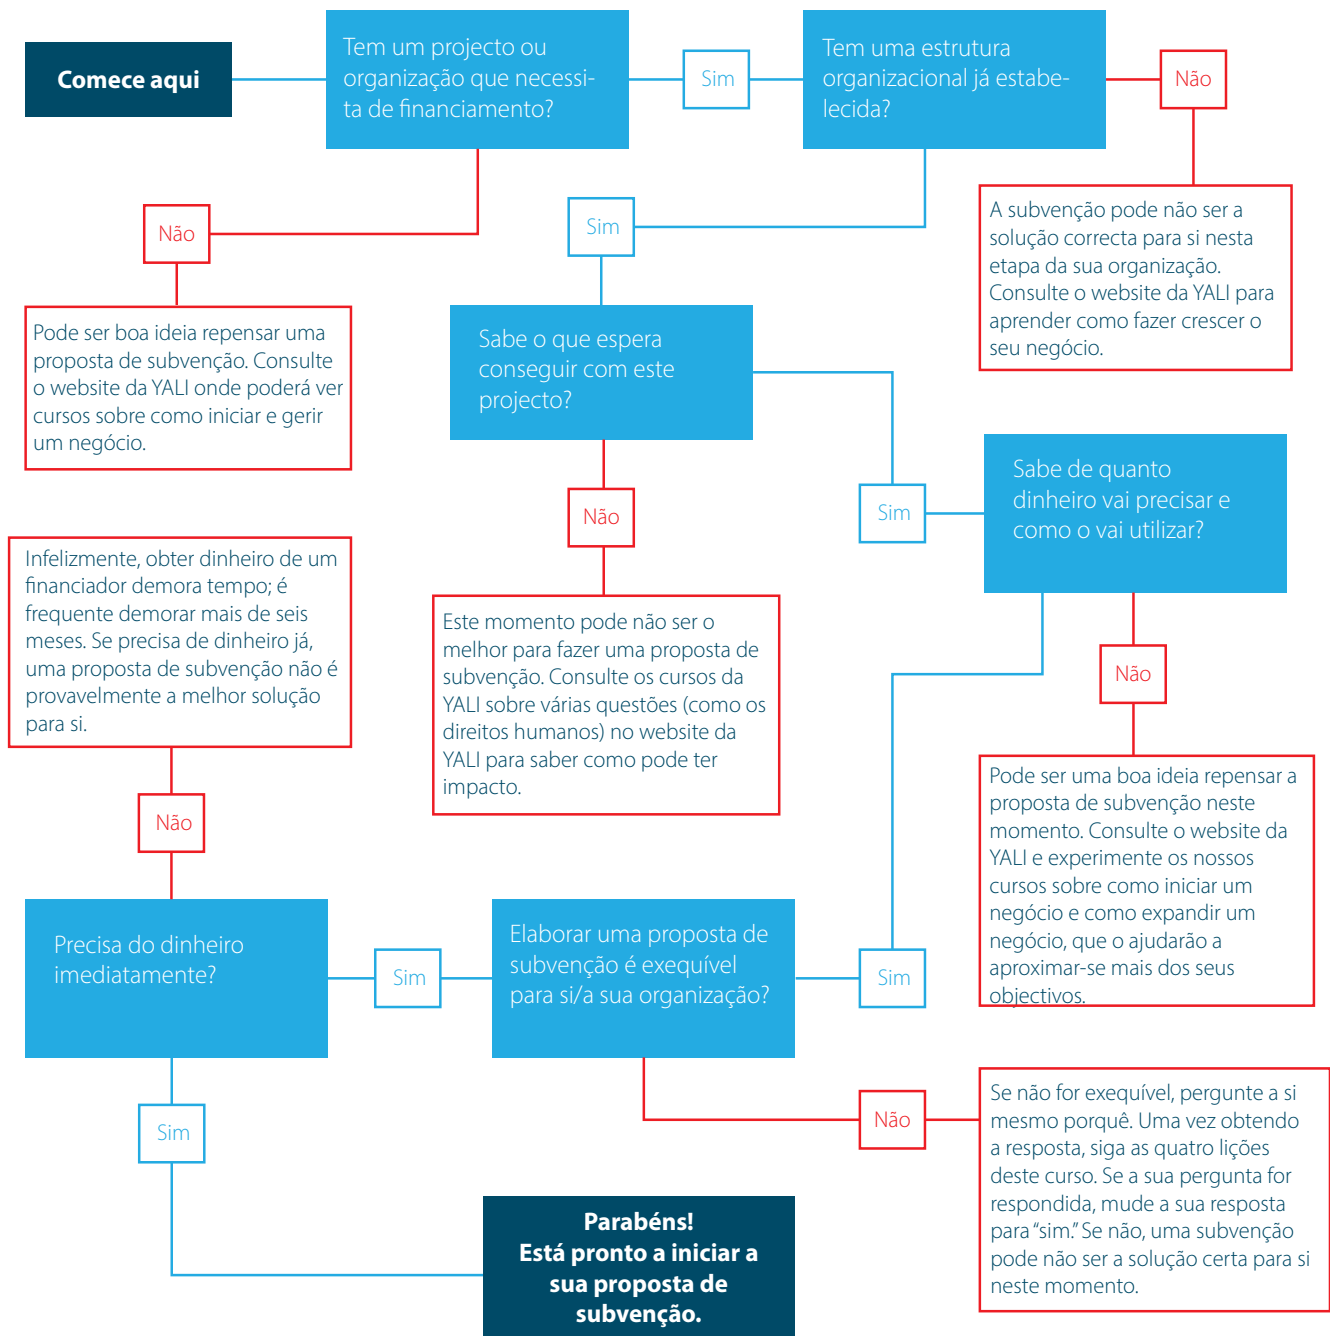 Comece aqui
Tem um projecto ou
organização que necessi-
ta de financiamento?
Sim
Tem uma estrutura
organizacional já estabe-
lecida?
Não
A subvenção pode não ser a
solução correcta para si nesta
etapa da sua organização.
Consulte o website da YALI para
aprender como fazer crescer o
seu negócio.
Não
Pode ser boa ideia repensar uma
proposta de subvenção. Consulte
o website da YALI onde poderá ver
cursos sobre como iniciar e gerir
um negócio.
Sim
Sabe o que espera
conseguir com este
projecto?
Não
Este momento pode não ser o
melhor para fazer uma proposta de
subvenção. Consulte os cursos da
YALI sobre várias questões (como os
direitos humanos) no website da
YALI para saber como pode ter
impacto.
Sim
Sabe de quanto
dinheiro vai precisar e
como o vai utilizar?
Não
Pode ser uma boa ideia repensar a
proposta de subvenção neste
momento. Consulte o website da
YALI e experimente os nossos
cursos sobre como iniciar um
negócio e como expandir um
negócio, que o ajudarão a
aproximar-se mais dos seus
objectivos.
Sim
Elaborar uma proposta de
subvenção é exequível
para si/a sua organização?
Não
Se não for exequível, pergunte a si
mesmo porquê. Uma vez obtendo
a resposta, siga as quatro lições
deste curso. Se a sua pergunta for
respondida, mude a sua resposta
para “sim.” Se não, uma subvenção
pode não ser a solução certa para si
neste momento.
Sim
Precisa do dinheiro
imediatamente?
Não
Infelizmente, obter dinheiro de um
financiador demora tempo; é
frequente demorar mais de seis
meses. Se precisa de dinheiro já,
uma proposta de subvenção não é
provavelmente a melhor solução
para si.
Sim
Parabéns!
Está pronto a iniciar a
sua proposta de
subvenção.